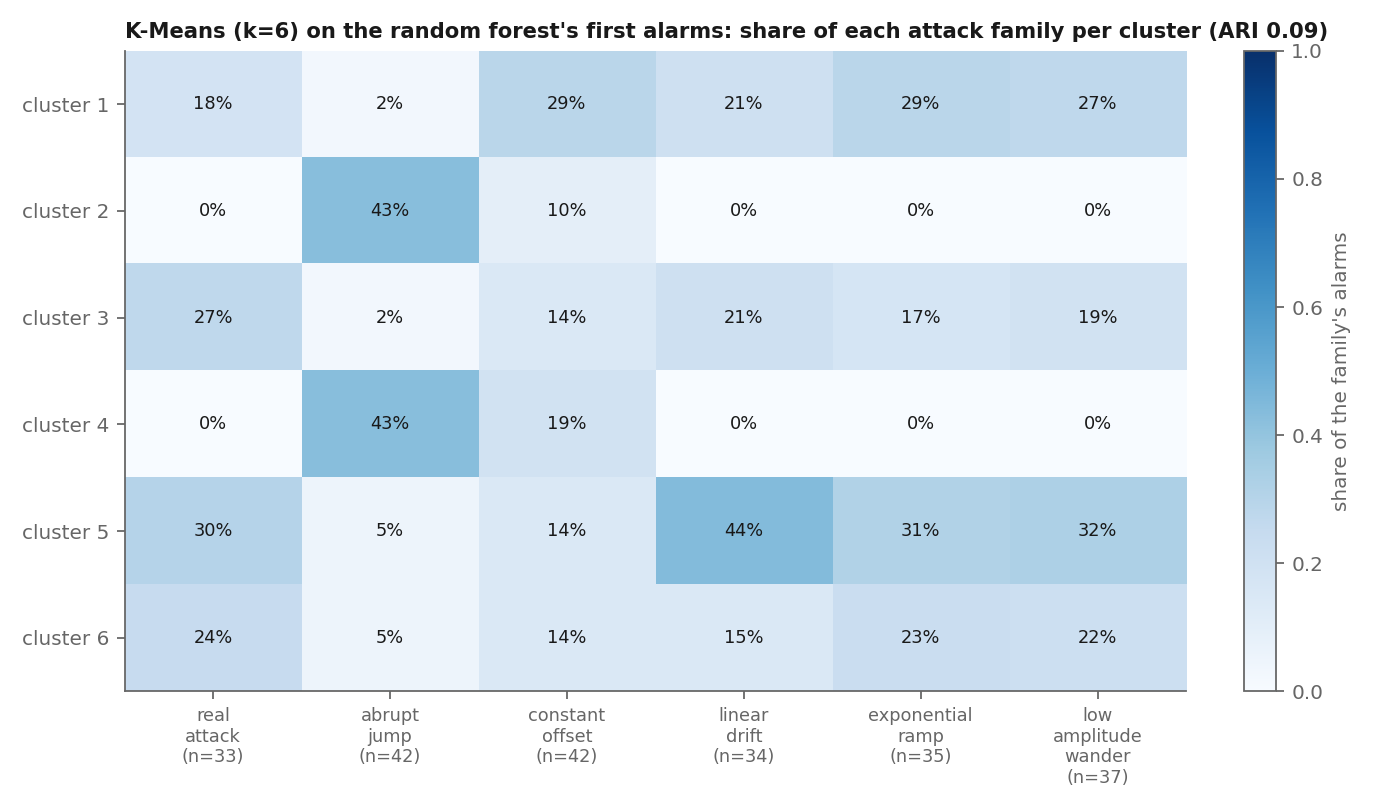 K-Means (k=6) on the random forest's first alarms: share of each attack family per cluster (ARI 0.09)
cluster 1 18% 2% 29% 21% 29% 27%
cluster 2 0% 43% 10% 0% 0% 0%
cluster 3 27% 2% 14% 21% 17% 19%
cluster 4 0% 43% 19% 0% 0% 0%
cluster 5 30% 5% 14% 44% 31% 32%
cluster 6 24% 5% 14% 15% 23% 22%
real
attack
(n=33)
abrupt
jump
(n=42)
constant
offset
(n=42)
linear
drift
(n=34)
exponential
ramp
(n=35)
low
amplitude
wander
(n=37)
1.0
0.8
0.6
0.4
0.2
0.0
share of the family's alarms